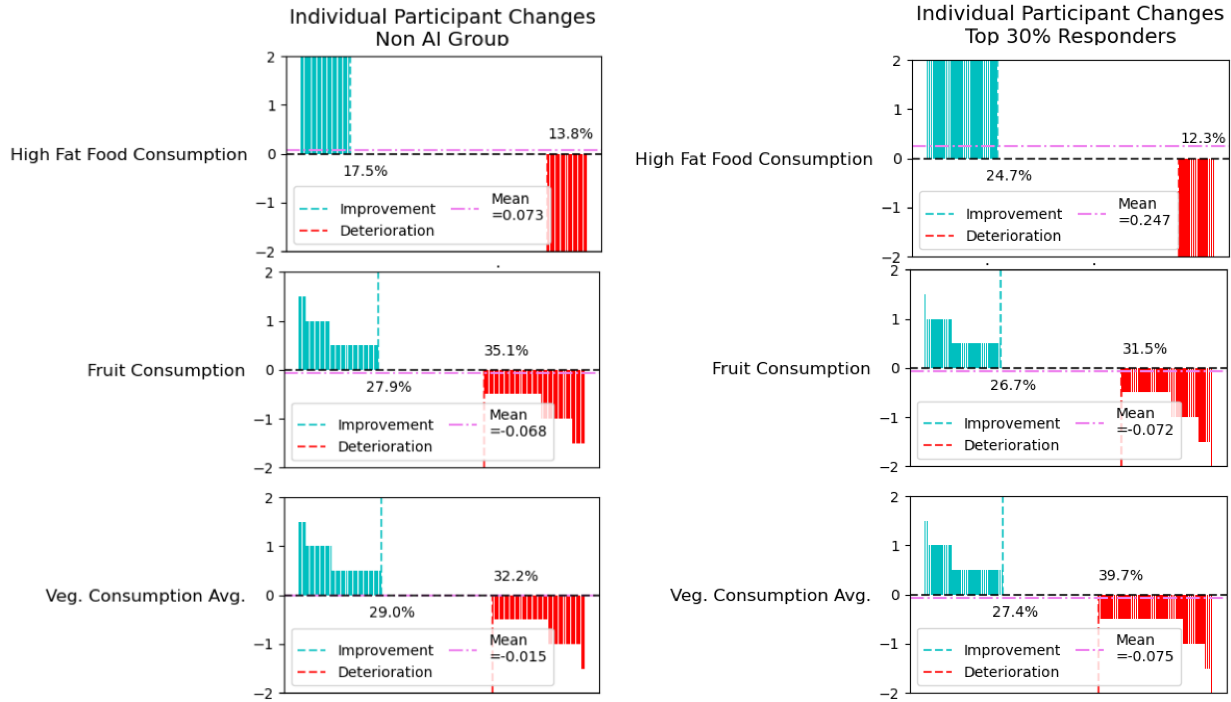 Individual Participant Changes
Non AI Group
High Fat Food Consumption
2
1
0
−1
−2
13.8%
17.5%
Improvement
Deterioration
Mean
=0.073
Fruit Consumption
2
1
0
−1
−2
35.1%
27.9%
Improvement
Deterioration
Mean
=-0.068
Veg. Consumption Avg.
2
1
0
−1
−2
32.2%
29.0%
Improvement
Deterioration
Mean
=-0.015
Individual Participant Changes
Top 30% Responders
High Fat Food Consumption
2
1
0
−1
−2
12.3%
24.7%
Improvement
Deterioration
Mean
=0.247
Fruit Consumption
2
1
0
−1
−2
31.5%
26.7%
Improvement
Deterioration
Mean
=-0.072
Veg. Consumption Avg.
2
1
0
−1
−2
39.7%
27.4%
Improvement
Deterioration
Mean
=-0.075